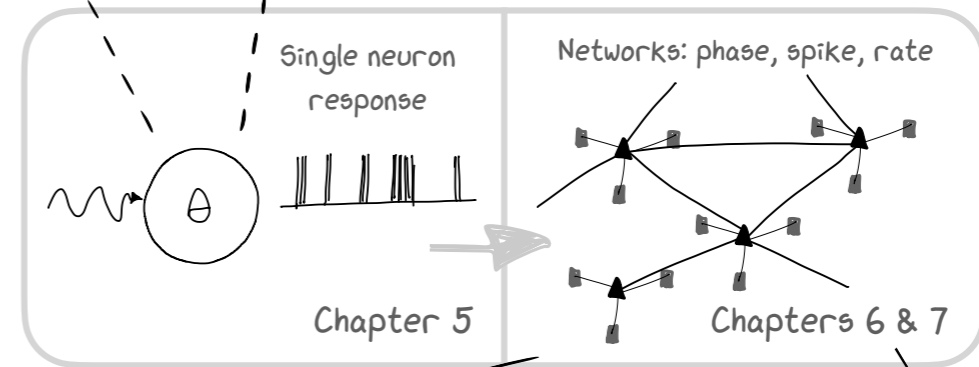 Single neuron
response
Networks: phase, spike, rate
θ
Chapter 5
Chapters 6 & 7